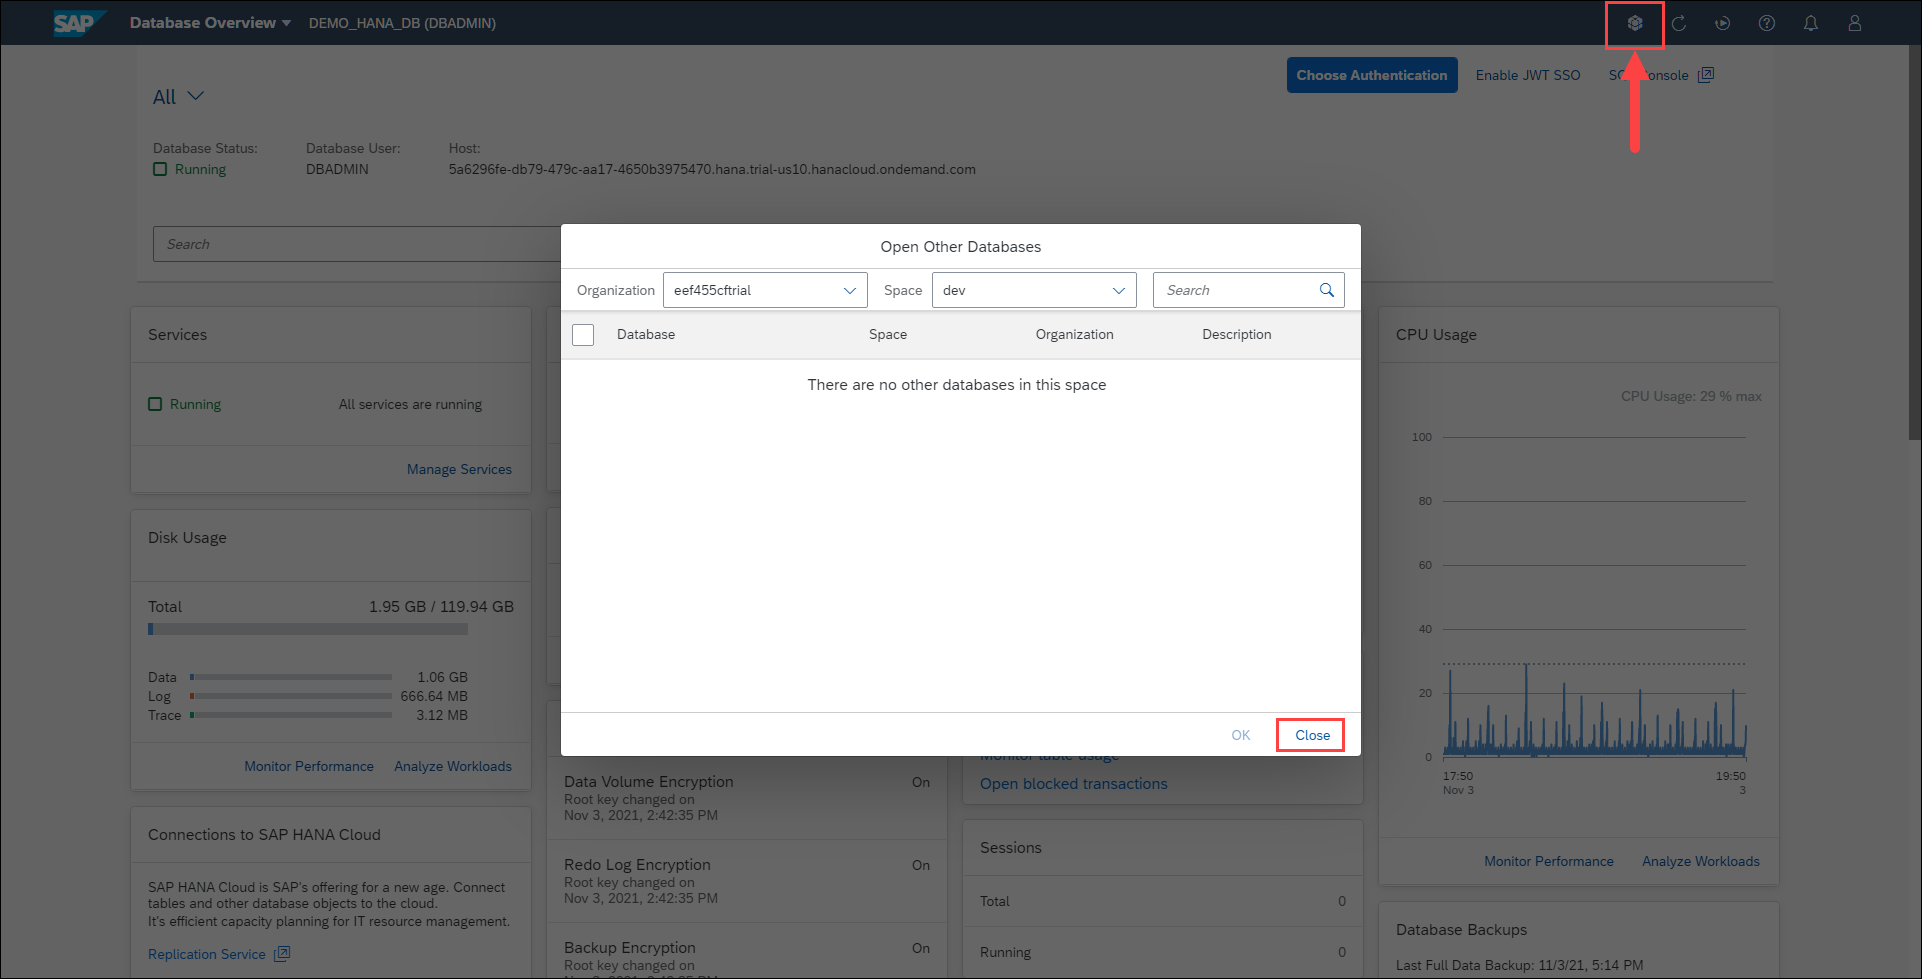 SAP Database Overview DEMO_HANA_DB (DBADMIN)
Choose Authentication Enable JWT SSO
All
Database Status: Database User: Host:
Running DBADMIN 5a6296fe-db79-479c-aa17-4650b3975470.hana.trial-us10.hanacloud.ondemand.com
Search
Open Other Databases
Organization eef455cftrial Space dev Search
Database Space Organization Description
There are no other databases in this space
OK Close
Services
Running All services are running
Manage Services
Disk Usage
Total 1.95 GB / 119.94 GB
Data 1.06 GB
Log 666.64 MB
Trace 3.12 MB
Monitor Performance Analyze Workloads
Connections to SAP HANA Cloud
SAP HANA Cloud is SAP's offering for a new age. Connect
tables and other database objects to the cloud.
It's efficient capacity planning for IT resource management.
Replication Service
Data Volume Encryption On
Root key changed on
Nov 3, 2021, 2:42:35 PM
Redo Log Encryption On
Root key changed on
Nov 3, 2021, 2:42:35 PM
Backup Encryption On
Root key changed on
Monitor table usage
Open blocked transactions
Sessions
Total 0
Running 0
CPU Usage
CPU Usage: 29 % max
100
80
60
40
20
0
17:50 19:50
Nov 3 3
Monitor Performance Analyze Workloads
Database Backups
Last Full Data Backup: 11/3/21, 5:14 PM